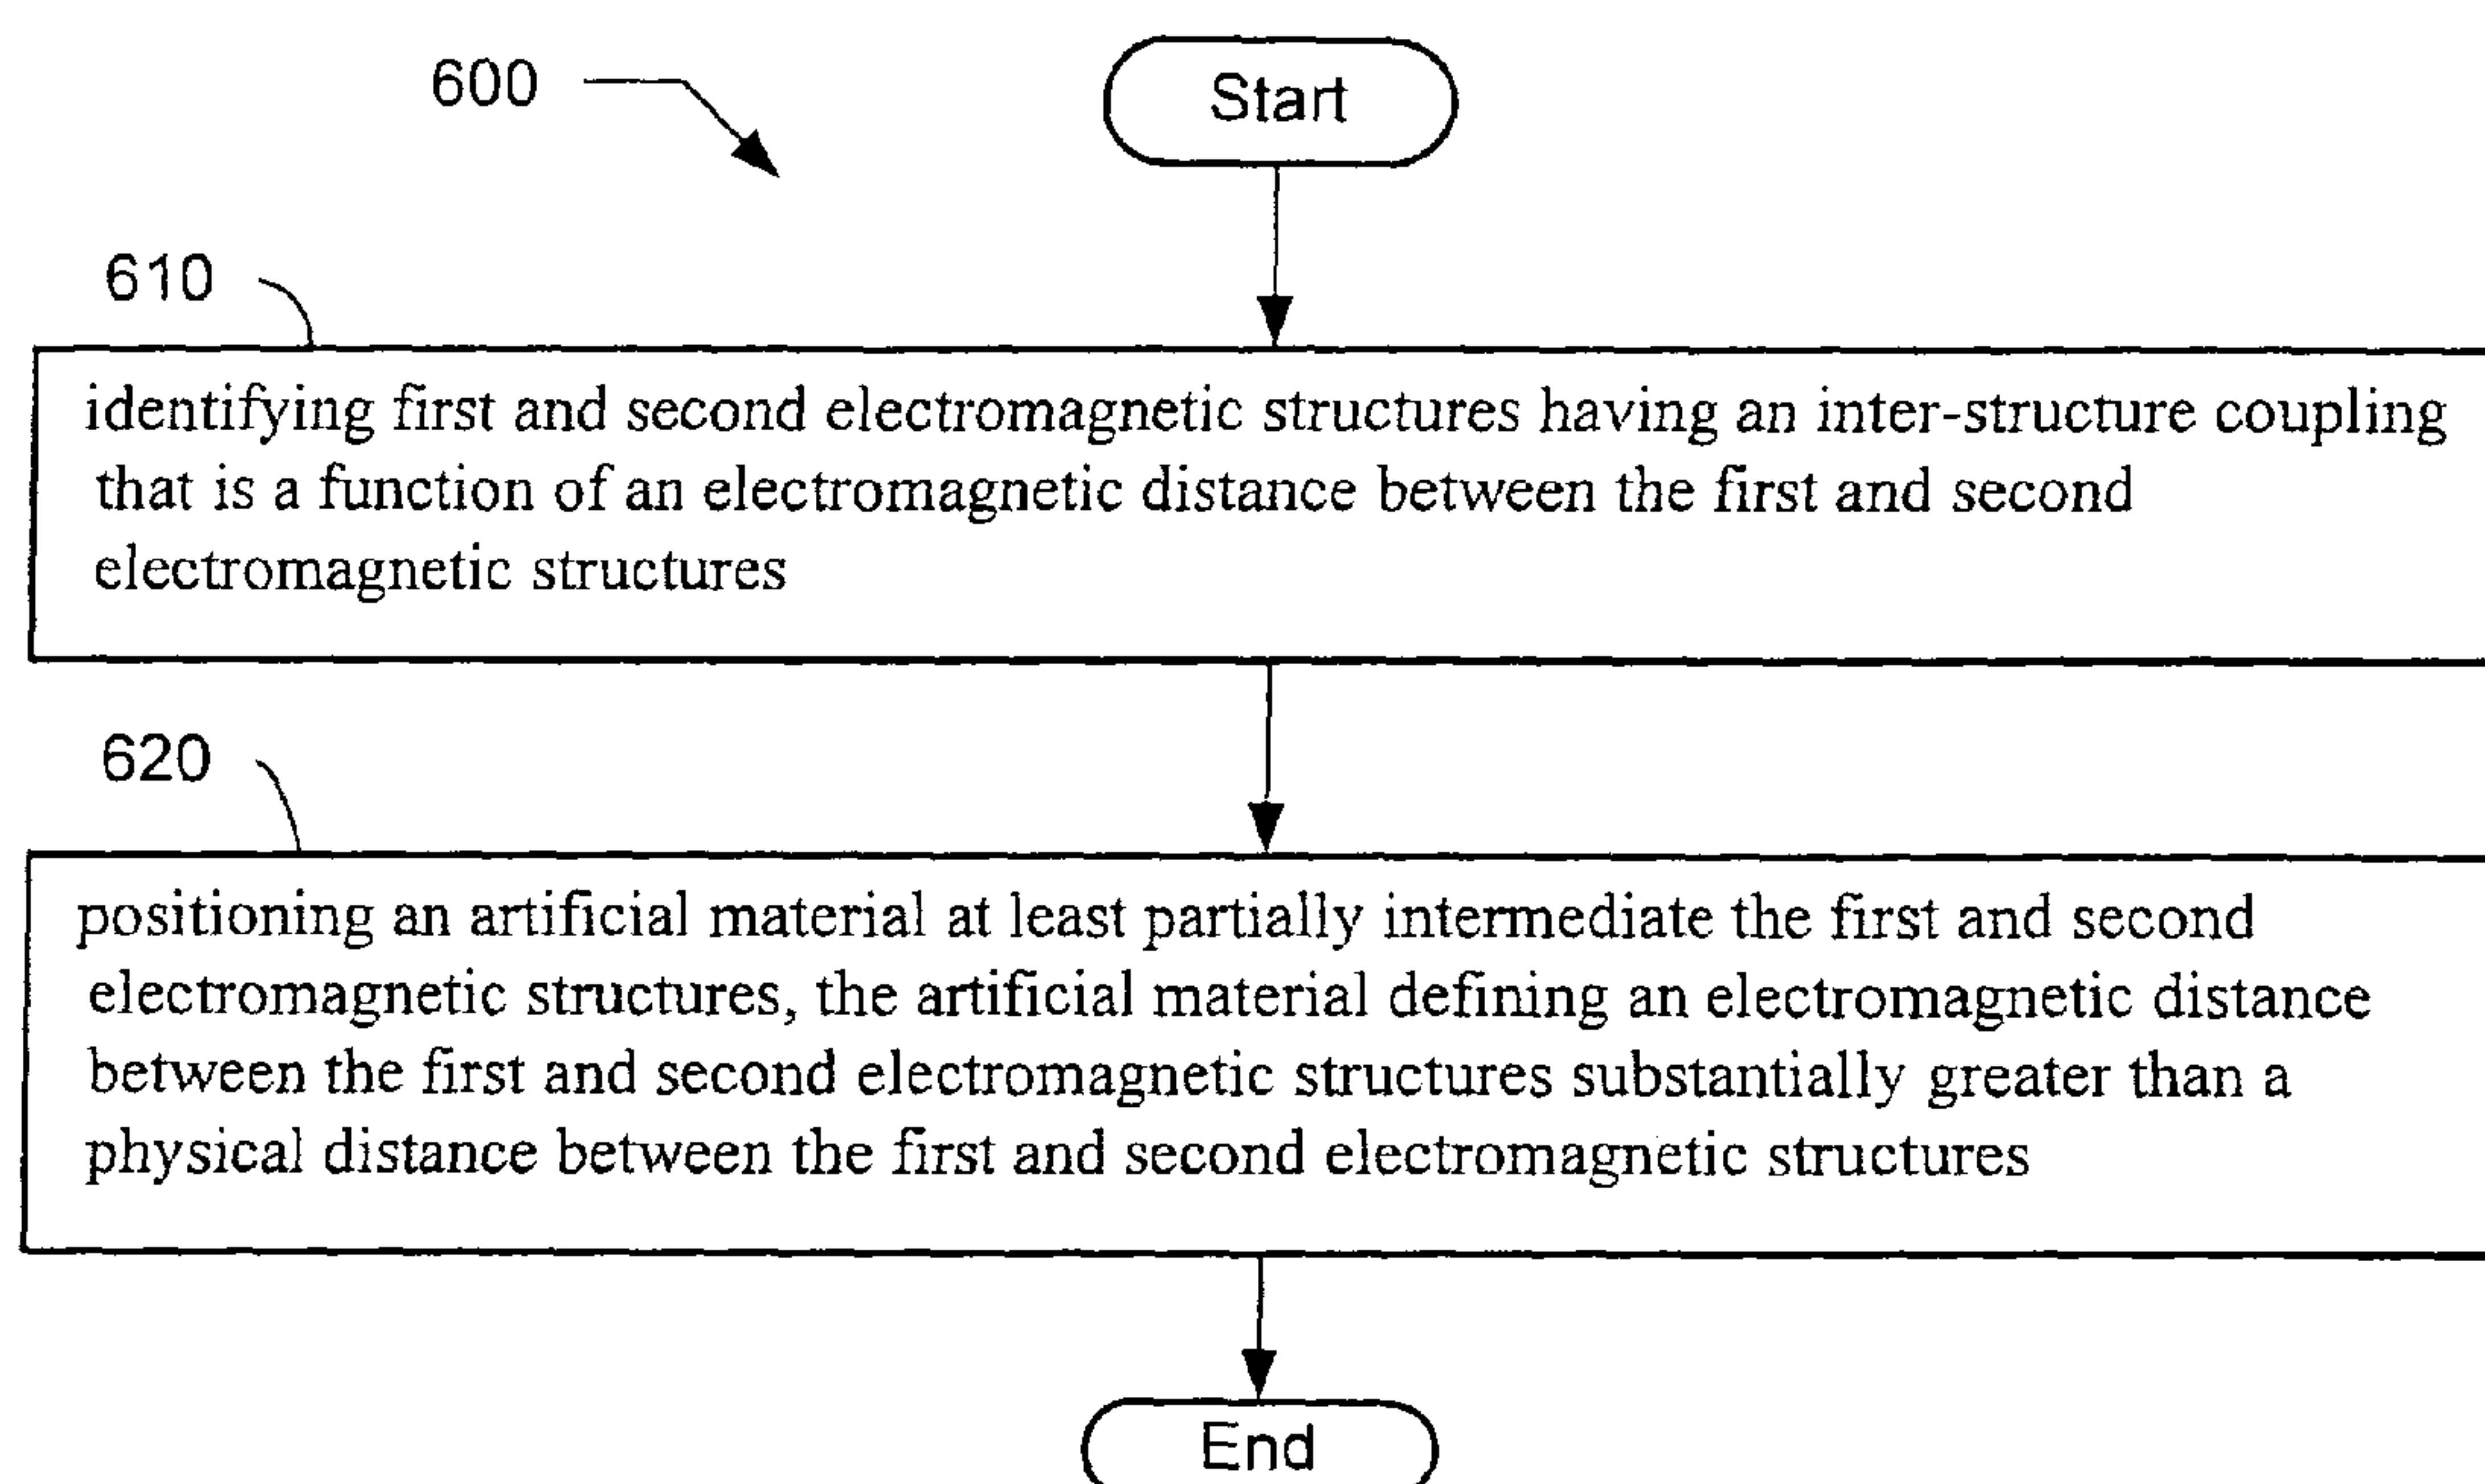 600
Start
610
identifying first and second electromagnetic structures having an inter-structure coupling
that is a function of an electromagnetic distance between the first and second
electromagnetic structures
620
positioning an artificial material at least partially intermediate the first and second
electromagnetic structures, the artificial material defining an electromagnetic distance
between the first and second electromagnetic structures substantially greater than a
physical distance between the first and second electromagnetic structures
End